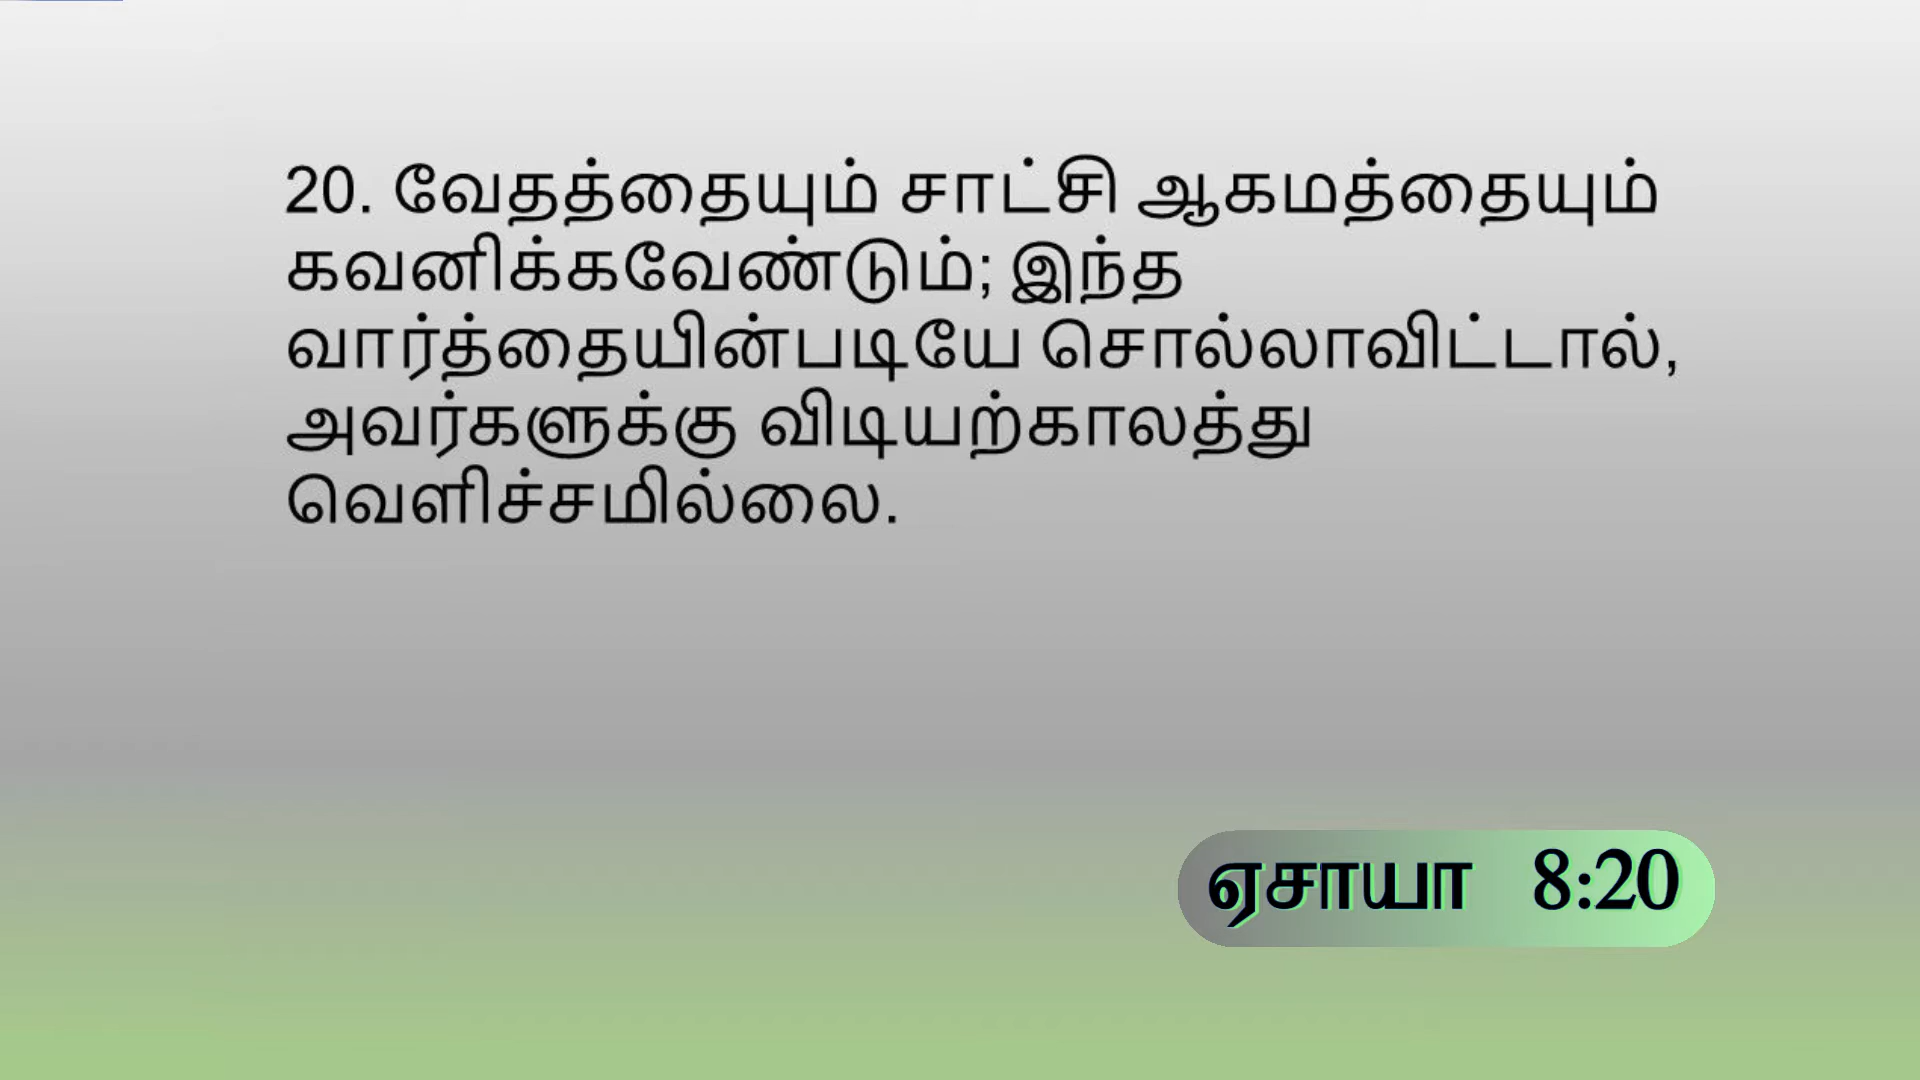 20. வேதத்தையும் சாட்சி ஆகமத்தையும்
கவனிக்கவேண்டும்; இந்த
வார்த்தையின்படியே சொல்லாவிட்டால்,
அவர்களுக்கு விடியற்காலத்து
வெளிச்சமில்லை.
ஏசாயா 8:20